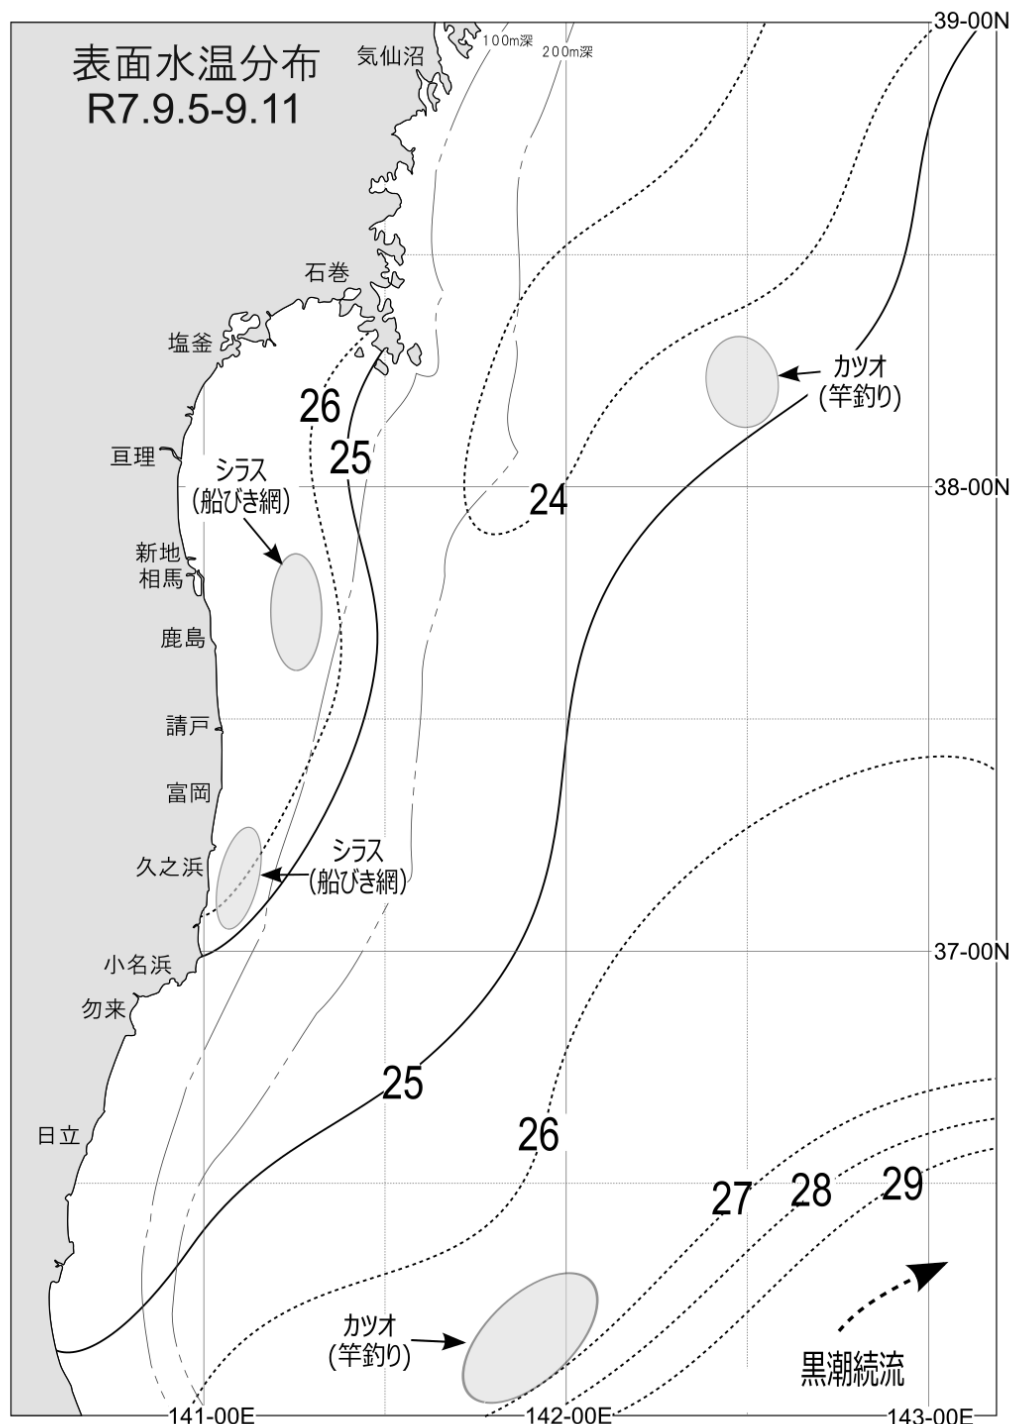 表面水温分布
R7.9.5-9.11
気仙沼
100m深
200m深
39-00N
石巻
塩釜
カツオ
(竿釣り)
26
25
亘理
シラス
(船びき網)
24
38-00N
新地
相馬
鹿島
請戸
富岡
久之浜
シラス
(船びき網)
小名浜
37-00N
勿来
25
日立
26
27
28
29
カツオ
(竿釣り)
黒潮続流
141-00E
142-00E
143-00E